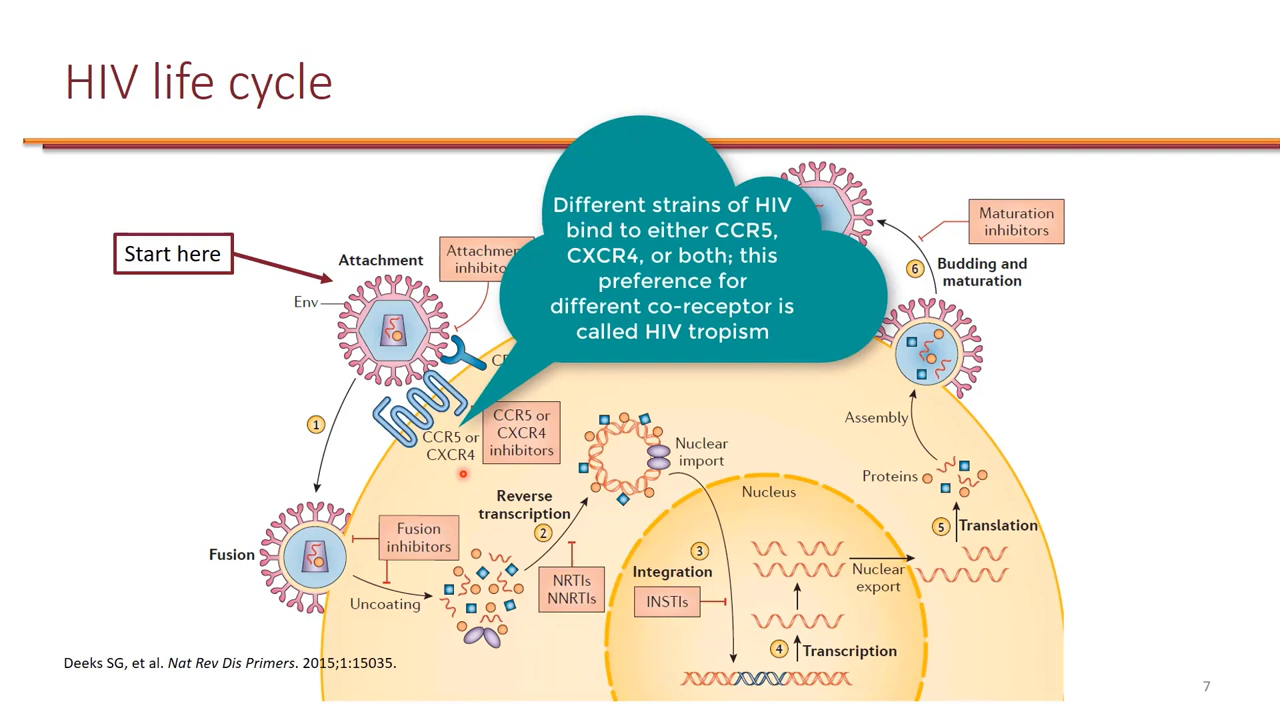 HIV life cycle
Different strains of HIV
bind to either CCR5,
CXCR4, or both; this
preference for
different co-receptor is
called HIV tropism
Start here
Attachment
Env
inhibitors
CCR5 or
CXCR4
CCR5 or
CXCR4
inhibitors
1
Fusion
Fusion
inhibitors
Uncoating
Reverse
transcription
2
NRTIs
NNRTIs
Nuclear
import
Nucleus
3
Integration
INSTIs
4
Transcription
Nuclear
export
5
Translation
Proteins
Assembly
6
Budding and
maturation
Maturation
inhibitors
Deeks SG, et al. Nat Rev Dis Primers. 2015;1:15035.
7